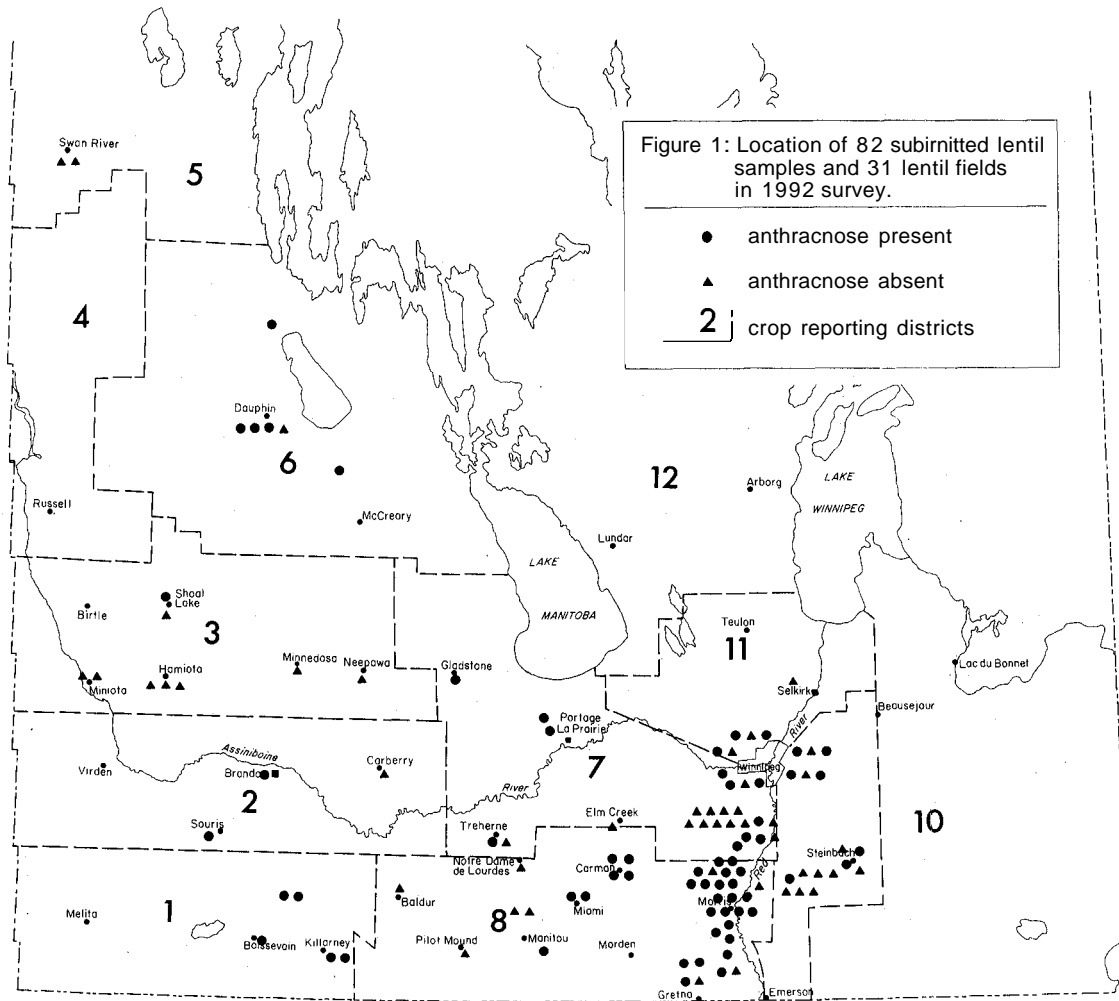 Swan River
5
Figure 1: Location of 82 subirnitted lentil
samples and 31 lentil fields
in 1992 survey.
anthracnose present
anthracnose absent
2 crop reporting districts
4
Dauphin
6
12
Arborg
LAKE
WINNIPEG
Russell
McCreary
Lundar
LAKE
MANITOBA
Shoal
Lake
Birtle
3
Teulon
11
Lac du Bonnet
Minnedosa
Neepawa
Gladstone
Hamiota
Miniota
Selkirk
Beausejour
Portage
La Prairie
River
Assiniboine
Virden
Brando
Carberry
7
Winnipeg
River
2
Souris
Treherne
Elm Creek
10
Steinbach
Notre Dame
de Lourdes
Carman
Red
1
Melita
Baldur
Miami
Morris
8
Boissevain
Killarney
Pilot Mound
Manitou
Morden
Gretna
Emerson